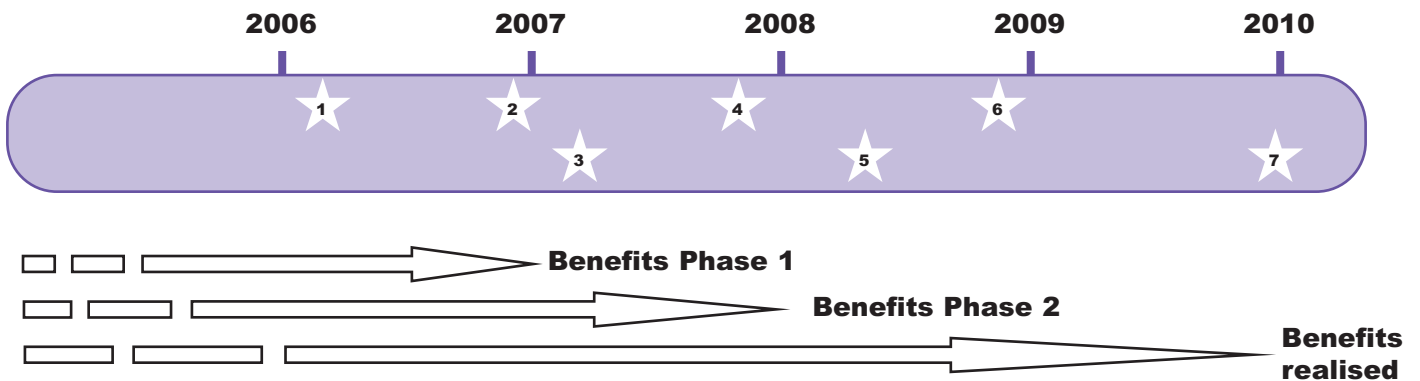 2006 2007 2008 2009 2010
1 2 4 6
3 5 7
Benefits Phase 1
Benefits Phase 2
Benefits
realised